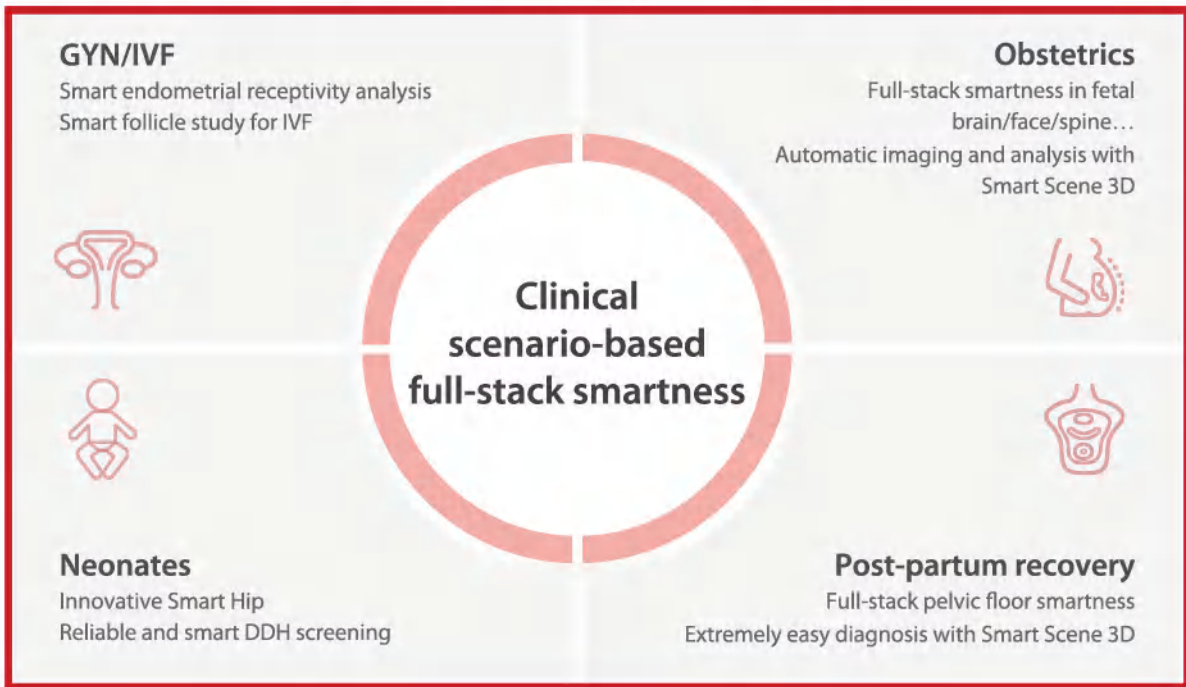 GYN/IVF
Smart endometrial receptivity analysis
Smart follicle study for IVF
Obstetrics
Full-stack smartness in fetal
brain/face/spine...
Automatic imaging and analysis with
Smart Scene 3D
Clinical
scenario-based
full-stack smartness
Neonates
Innovative Smart Hip
Reliable and smart DDH screening
Post-partum recovery
Full-stack pelvic floor smartness
Extremely easy diagnosis with Smart Scene 3D